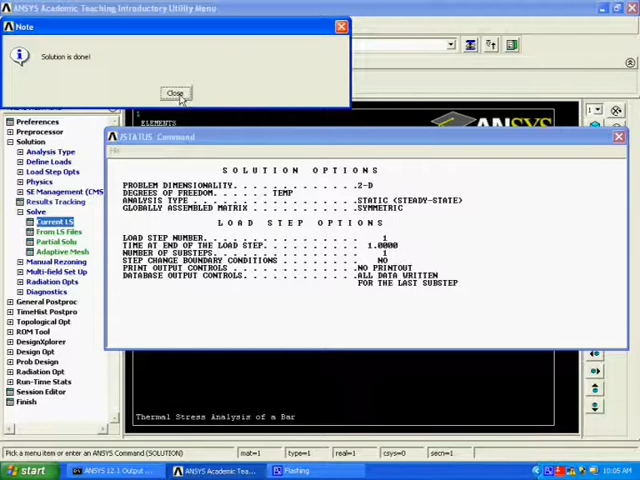 ANSYS Academic Teaching Introductory Utility Menu
Note
Solution is done!
Close
1
ELEMENTS
ANSYS
/STATUS Command
File
SOLUTION OPTIONS
PROBLEM DIMENSIONALITY. . . . . . . . . . . . .2-D
DEGREES OF FREEDOM. . . . . . TEMP
ANALYSIS TYPE . . . . . . . . . . . . . . . . .STATIC (STEADY-STATE)
GLOBALLY ASSEMBLED MATRIX . . . . . . . . . . .SYMMETRIC
LOAD STEP OPTIONS
LOAD STEP NUMBER. . . . . . . . . . . . . . . . 1
TIME AT END OF THE LOAD STEP. . . . . . . . . . 1.0000
NUMBER OF SUBSTEPS. . . . . . . . . . . . . . . 1
STEP CHANGE BOUNDARY CONDITIONS . . . . . . . . NO
PRINT OUTPUT CONTROLS . . . . . . . . . . . . .NO PRINTOUT
DATABASE OUTPUT CONTROLS. . . . . . . . . . . .ALL DATA WRITTEN
FOR THE LAST SUBSTEP
Preferences
Preprocessor
Solution
Analysis Type
Define Loads
Load Step Opts
Physics
SE Management (CMS
Results Tracking
Solve
Current LS
From LS Files
Partial Solu
Adaptive Mesh
Manual Rezoning
Multi-field Set Up
Radiation Opts
Diagnostics
General Postproc
TimeHist Postpro
Topological Opt
ROM Tool
DesignXplorer
Design Opt
Prob Design
Radiation Opt
Run-Time Stats
Session Editor
Finish
1
Thermal Stress Analysis of a Bar
Pick a menu item or enter an ANSYS Command (SOLUTION)
mat=1
type=1
real=1
csys=0
secn=1
start
ANSYS 12.1 Output ...
ANSYS Academic Tea...
Flashing
10:05 AM